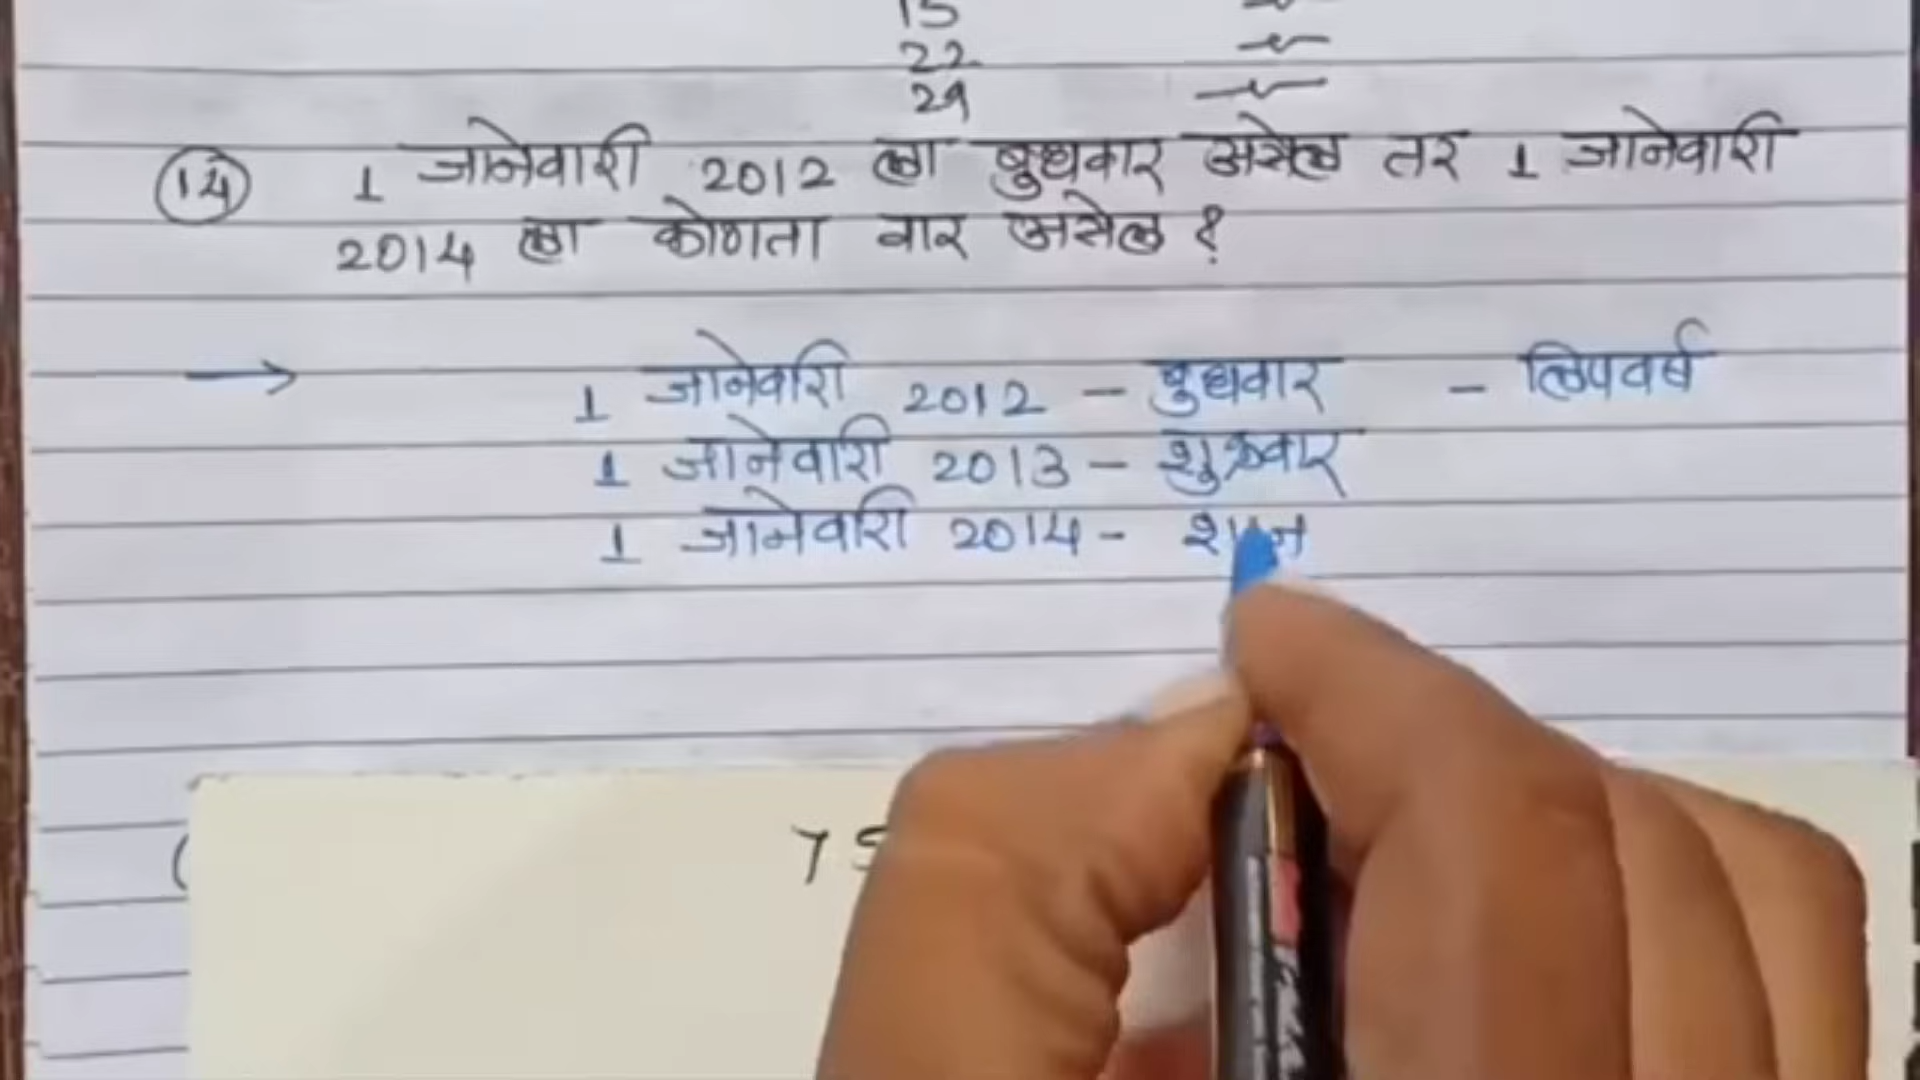 15
22
29
14 1 जानेवारी 2012 ला बुधवार असेल तर 1 जानेवारी
2014 ला कोणता वार असेल ?
→ 1 जानेवारी 2012 - बुधवार - लिपवर्ष
1 जानेवारी 2013 - शुक्रवार
1 जानेवारी 2014 -
75